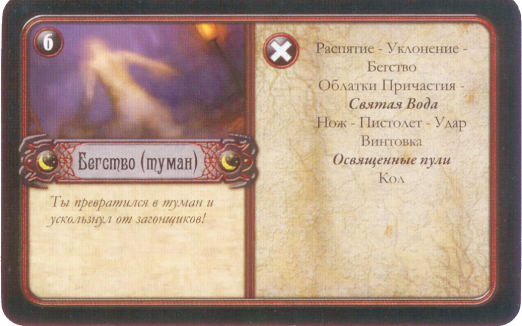 6
Бегство (туман)
Ты превратился в туман и
ускользнул от загонщиков!
Распятие - Уклонение -
Бегство
Облатки Причастия -
Святая Вода
Нож - Пистолет - Удар
Винтовка
Освященные пули
Кол